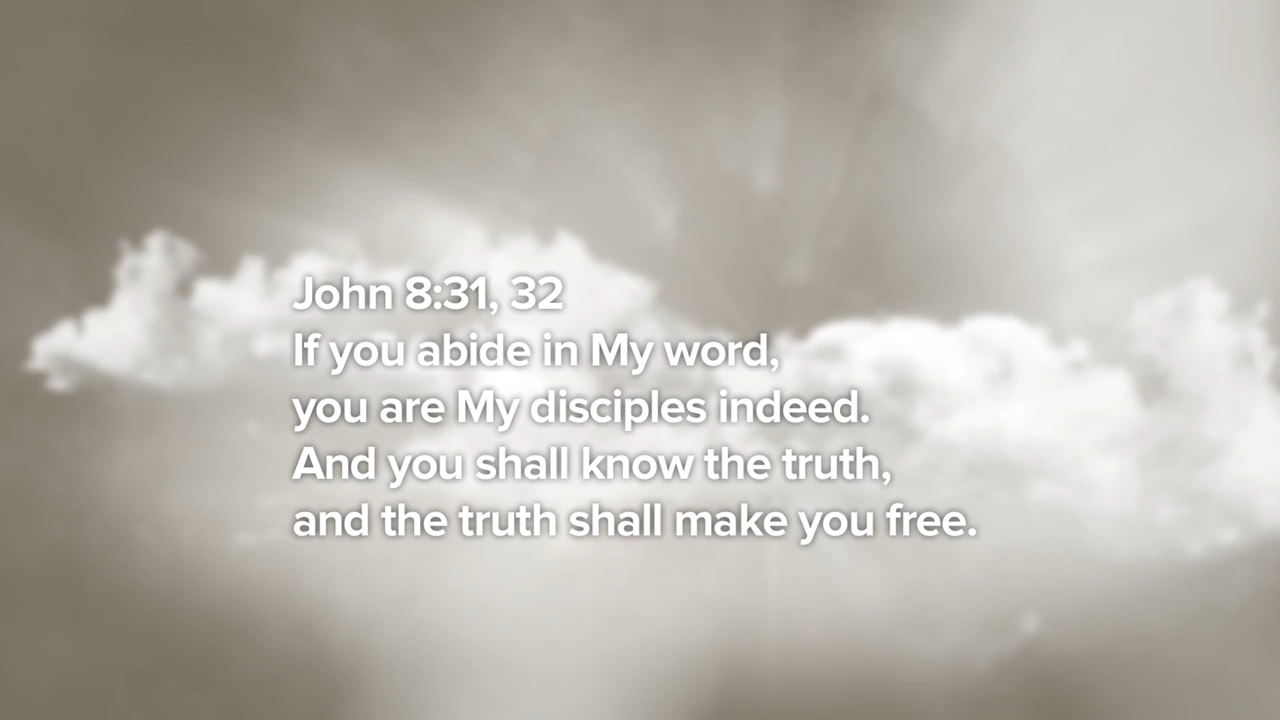 John 8:31, 32
If you abide in My word,
you are My disciples indeed.
And you shall know the truth,
and the truth shall make you free.